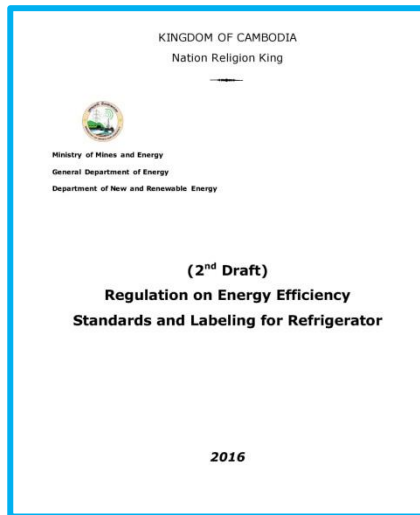 KINGDOM OF CAMBODIA
Nation Religion King
Ministry of Mines and Energy
General Department of Energy
Department of New and Renewable Energy
(2nd Draft)
Regulation on Energy Efficiency
Standards and Labeling for Refrigerator
2016